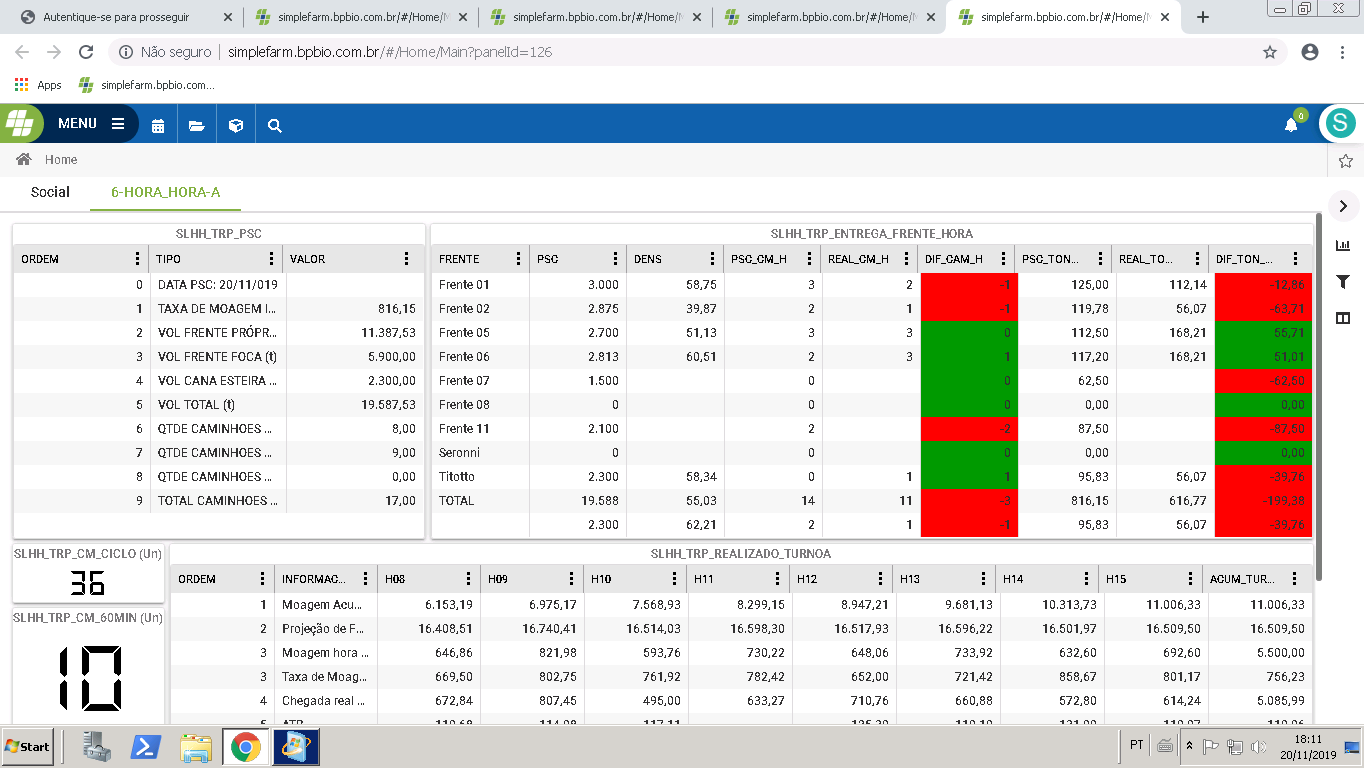 Autentique-se para prosseguir
simplefarm.bpbio.com.br/#/Home/M
simplefarm.bpbio.com.br/#/Home/M
simplefarm.bpbio.com.br/#/Home/M
simplefarm.bpbio.com.br/#/Home/M
Não seguro simplefarm.bpbio.com.br/#/Home/Main?panelId=126
Apps simplefarm.bpbio.com...
MENU 0 S
Home
Social 6-HORA_HORA-A
SLHH_TRP_PSC
ORDEM TIPO VALOR
0 DATA PSC: 20/11/019
1 TAXA DE MOAGEM I... 816,15
2 VOL FRENTE PRÓPR... 11.387,53
3 VOL FRENTE FOCA (t) 5.900,00
4 VOL CANA ESTEIRA ... 2.300,00
5 VOL TOTAL (t) 19.587,53
6 QTDE CAMINHOES ... 8,00
7 QTDE CAMINHOES ... 9,00
8 QTDE CAMINHOES ... 0,00
9 TOTAL CAMINHOES ... 17,00
SLHH_TRP_ENTREGA_FRENTE_HORA
FRENTE PSC DENS PSC_CM_H REAL_CM_H DIF_CAM_H PSC_TON_... REAL_TO... DIF_TON_...
Frente 01 3.000 58,75 3 2 -1 125,00 112,14 -12,86
Frente 02 2.875 39,87 2 1 -1 119,78 56,07 -63,71
Frente 05 2.700 51,13 3 3 0 112,50 168,21 55,71
Frente 06 2.813 60,51 2 3 1 117,20 168,21 51,01
Frente 07 1.500 0 0 62,50 -62,50
Frente 08 0 0 0 0,00 0,00
Frente 11 2.100 2 -2 87,50 -87,50
Seronni 0 0 0 0,00 0,00
Titotto 2.300 58,34 0 1 1 95,83 56,07 -39,76
TOTAL 19.588 55,03 14 11 -3 816,15 616,77 -199,38
2.300 62,21 2 1 -1 95,83 56,07 -39,76
SLHH_TRP_CM_CICLO (Un)
36
SLHH_TRP_CM_60MIN (Un)
10
SLHH_TRP_REALIZADO_TURNOA
ORDEM INFORMAC... H08 H09 H10 H11 H12 H13 H14 H15 ACUM_TUR...
1 Moagem Acu... 6.153,19 6.975,17 7.568,93 8.299,15 8.947,21 9.681,13 10.313,73 11.006,33 11.006,33
2 Projeção de F... 16.408,51 16.740,41 16.514,03 16.598,30 16.517,93 16.596,22 16.501,97 16.509,50 16.509,50
3 Moagem hora ... 646,86 821,98 593,76 730,22 648,06 733,92 632,60 692,60 5.500,00
3 Taxa de Moag... 669,50 802,75 761,92 782,42 652,00 721,42 858,67 801,17 756,23
4 Chegada real ... 672,84 807,45 495,00 633,27 710,76 660,88 572,80 614,24 5.085,99
Start PT 18:11
20/11/2019